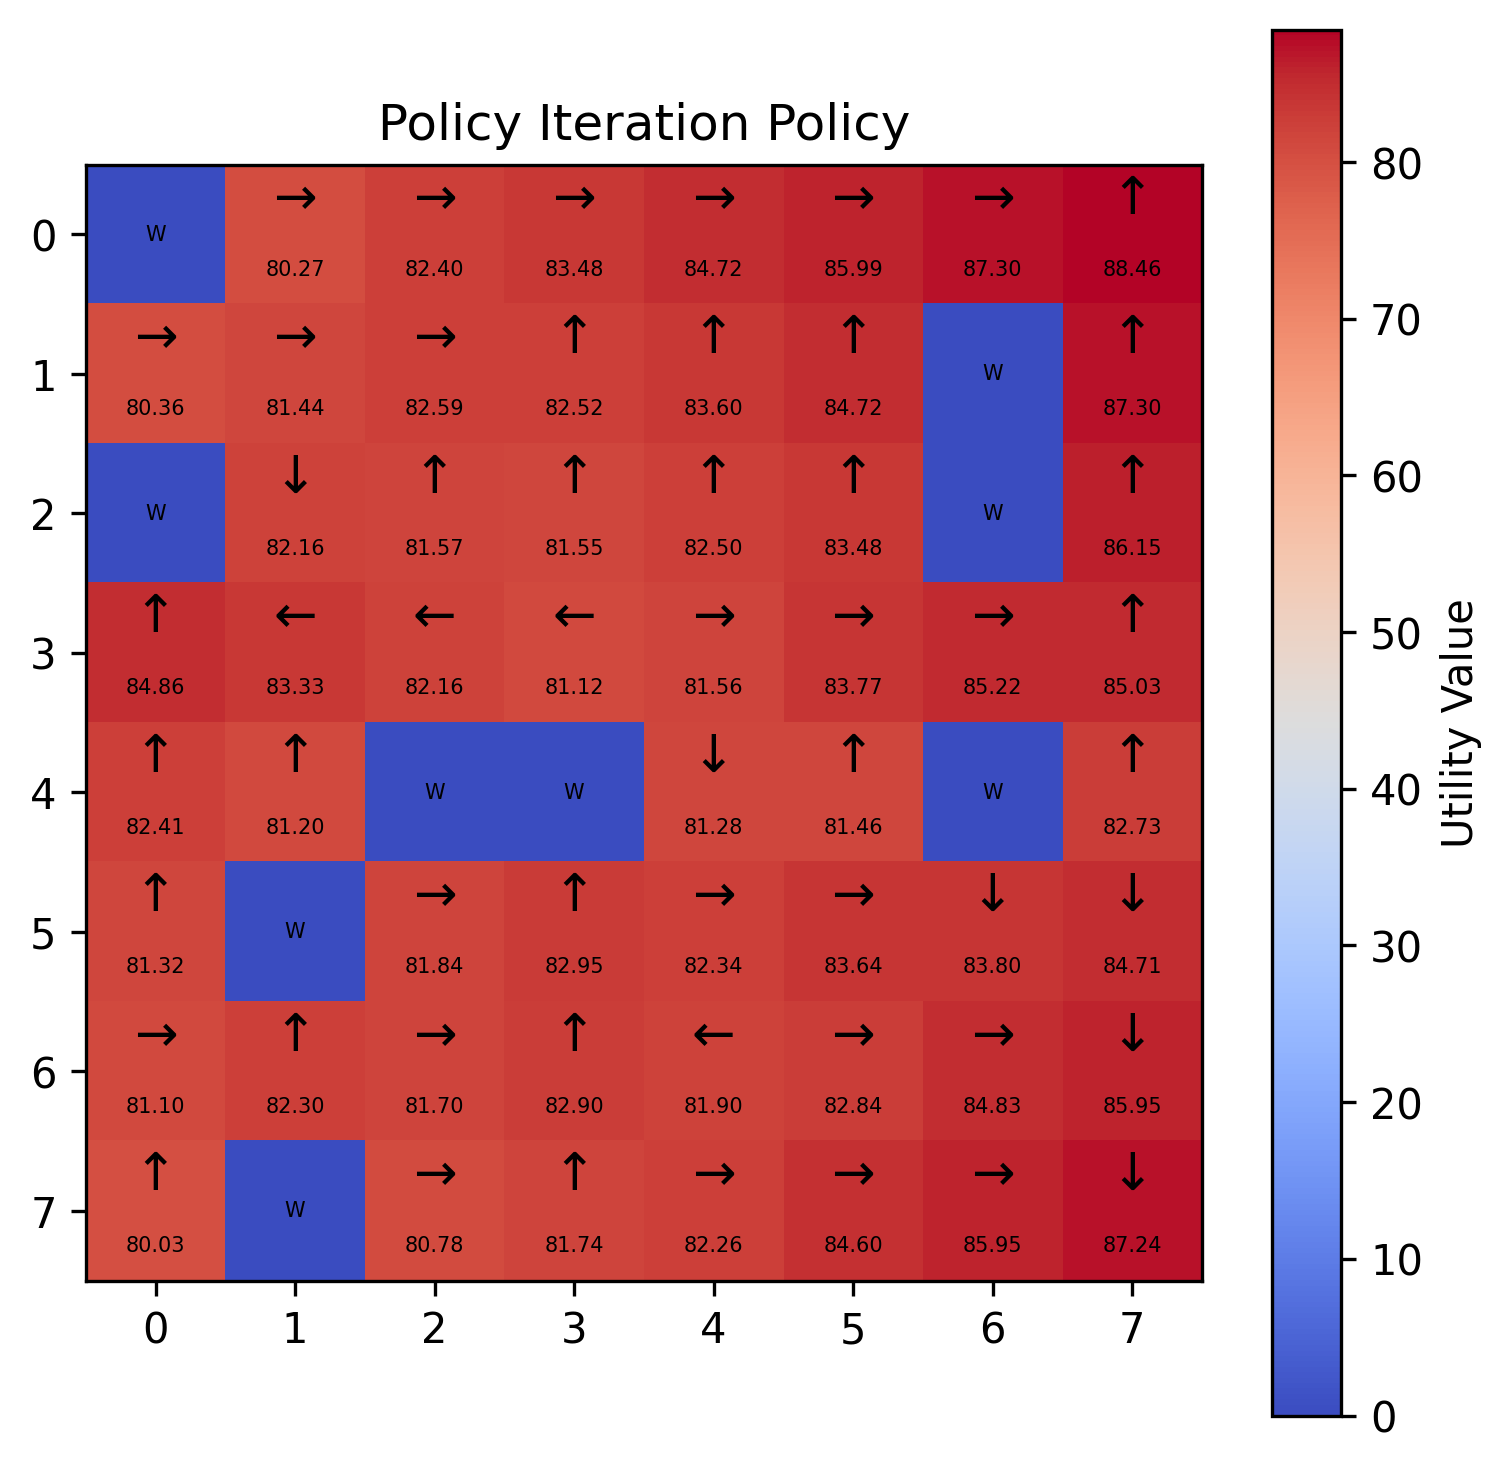 Policy Iteration Policy
0
W
→ → → → → → ↑
80.27 82.40 83.48 84.72 85.99 87.30 88.46
1
→ → → ↑ ↑ ↑ W ↑
80.36 81.44 82.59 82.52 83.60 84.72 87.30
2
W ↓ ↑ ↑ ↑ ↑ W ↑
82.16 81.57 81.55 82.50 83.48 86.15
3
↑ ← ← ← → → → ↑
84.86 83.33 82.16 81.12 81.56 83.77 85.22 85.03
4
↑ ↑ W W ↓ ↑ W ↑
82.41 81.20 81.28 81.46 82.73
5
↑ W → ↑ → → ↓ ↓
81.32 81.84 82.95 82.34 83.64 83.80 84.71
6
→ ↑ → ↑ ← → → ↓
81.10 82.30 81.70 82.90 81.90 82.84 84.83 85.95
7
↑ W → ↑ → → → ↓
80.03 80.78 81.74 82.26 84.60 85.95 87.24
0 1 2 3 4 5 6 7
80
70
60
50
40
30
20
10
0
Utility Value